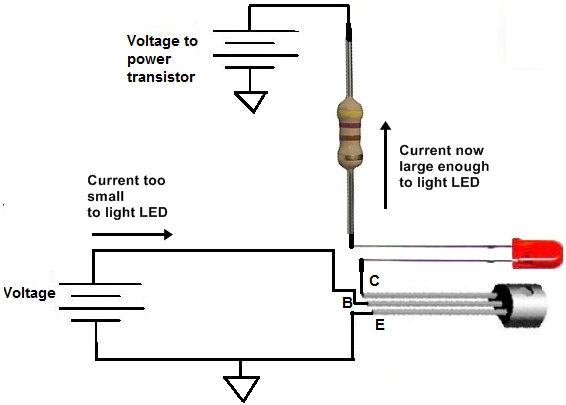 Voltage to
power
transistor
Current now
large enough
to light LED
Current too
small
to light LED
Voltage
C
B
E